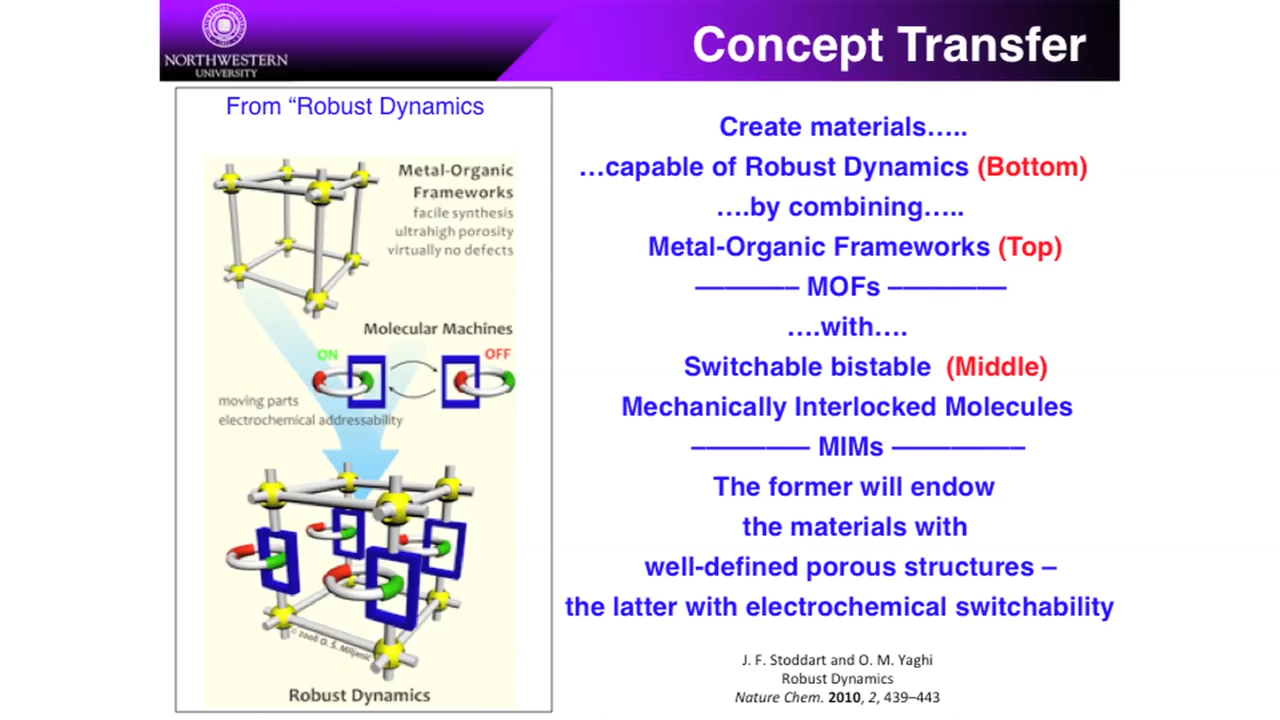 NORTHWESTERN
UNIVERSITY
Concept Transfer
From “Robust Dynamics
Metal-Organic
Frameworks
facile synthesis
ultrahigh porosity
virtually no defects
Molecular Machines
ON
OFF
moving parts
electrochemical addressability
© 2008 O. Š. Miljanić
Robust Dynamics
Create materials…..
…capable of Robust Dynamics (Bottom)
….by combining…..
Metal-Organic Frameworks (Top)
––––––– MOFs ––––––––
….with….
Switchable bistable (Middle)
Mechanically Interlocked Molecules
–––––––– MIMs –––––––––
The former will endow
the materials with
well-defined porous structures –
the latter with electrochemical switchability
J. F. Stoddart and O. M. Yaghi
Robust Dynamics
Nature Chem. 2010, 2, 439–443